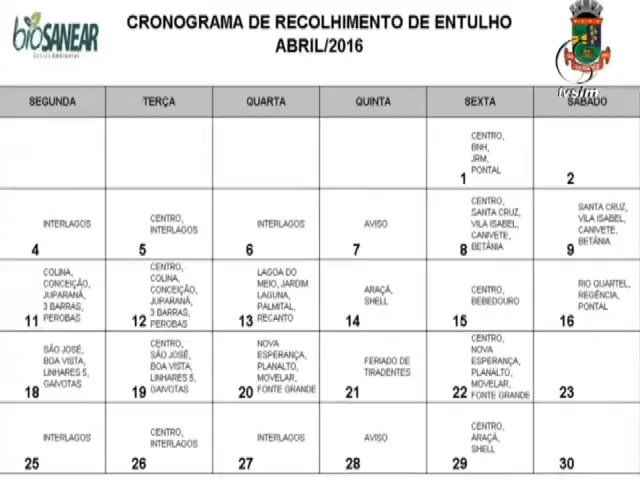 bioSANEAR
Gestão Ambiental
CRONOGRAMA DE RECOLHIMENTO DE ENTULHO
ABRIL/2016
tvsim
SEGUNDA
TERÇA
QUARTA
QUINTA
SEXTA
SÁBADO
CENTRO,
BNH,
JRM,
PONTAL
1
2
INTERLAGOS
4
CENTRO,
INTERLAGOS
5
INTERLAGOS
6
AVISO
7
CENTRO,
SANTA CRUZ,
VILA ISABEL,
CANIVETE,
BETÂNIA
8
SANTA CRUZ,
VILA ISABEL,
CANIVETE,
BETÂNIA
9
COLINA,
CONCEIÇÃO,
JUPARANÃ,
3 BARRAS,
PEROBAS
11
CENTRO,
COLINA,
CONCEIÇÃO,
JUPARANÃ,
3 BARRAS,
PEROBAS
12
LAGOA DO
MEIO, JARDIM
LAGUNA,
PALMITAL,
RECANTO
13
ARAÇÁ,
SHELL
14
CENTRO,
BEBEDOURO
15
RIO QUARTEL,
REGÊNCIA,
PONTAL
16
SÃO JOSÉ,
BOA VISTA,
LINHARES 5,
GAIVOTAS
18
CENTRO,
SÃO JOSÉ,
BOA VISTA,
LINHARES 5,
GAIVOTAS
19
NOVA
ESPERANÇA,
PLANALTO,
MOVELAR,
FONTE GRANDE
20
FERIADO DE
TIRADENTES
21
CENTRO,
NOVA
ESPERANÇA,
PLANALTO,
MOVELAR,
FONTE GRANDE
22
23
INTERLAGOS
25
CENTRO,
INTERLAGOS
26
INTERLAGOS
27
AVISO
28
CENTRO,
ARAÇÁ,
SHELL
29
30